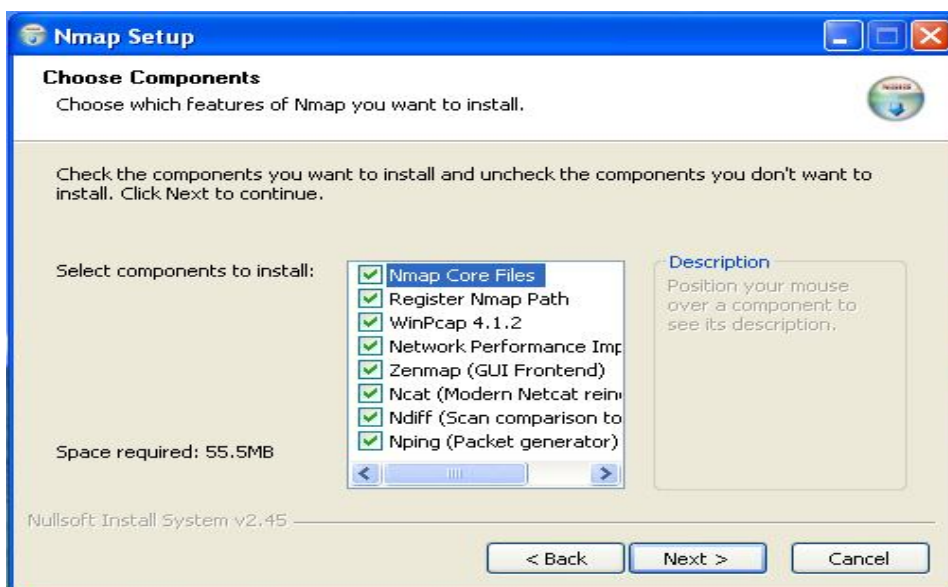 Nmap Setup
Choose Components
Choose which features of Nmap you want to install.
Check the components you want to install and uncheck the components you don't want to
install. Click Next to continue.
Select components to install:
Nmap Core Files
Register Nmap Path
WinPcap 4.1.2
Network Performance Imp
Zenmap (GUI Frontend)
Ncat (Modern Netcat rein
Ndiff (Scan comparison to
Nping (Packet generator)
Description
Position your mouse
over a component to
see its description.
Space required: 55.5MB
Nullsoft Install System v2.45
< Back
Next >
Cancel